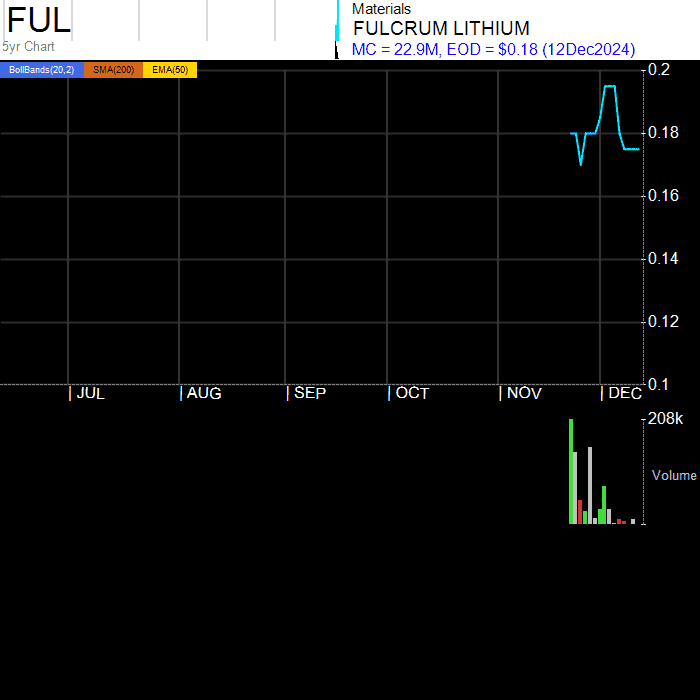 FUL
5yr Chart
Materials
FULCRUM LITHIUM
MC = 22.9M, EOD = $0.18 (12Dec2024)
BollBands(20,2) SMA(200) EMA(50)
0.2
0.18
0.16
0.14
0.12
0.1
JUL AUG SEP OCT NOV DEC
208k
Volume